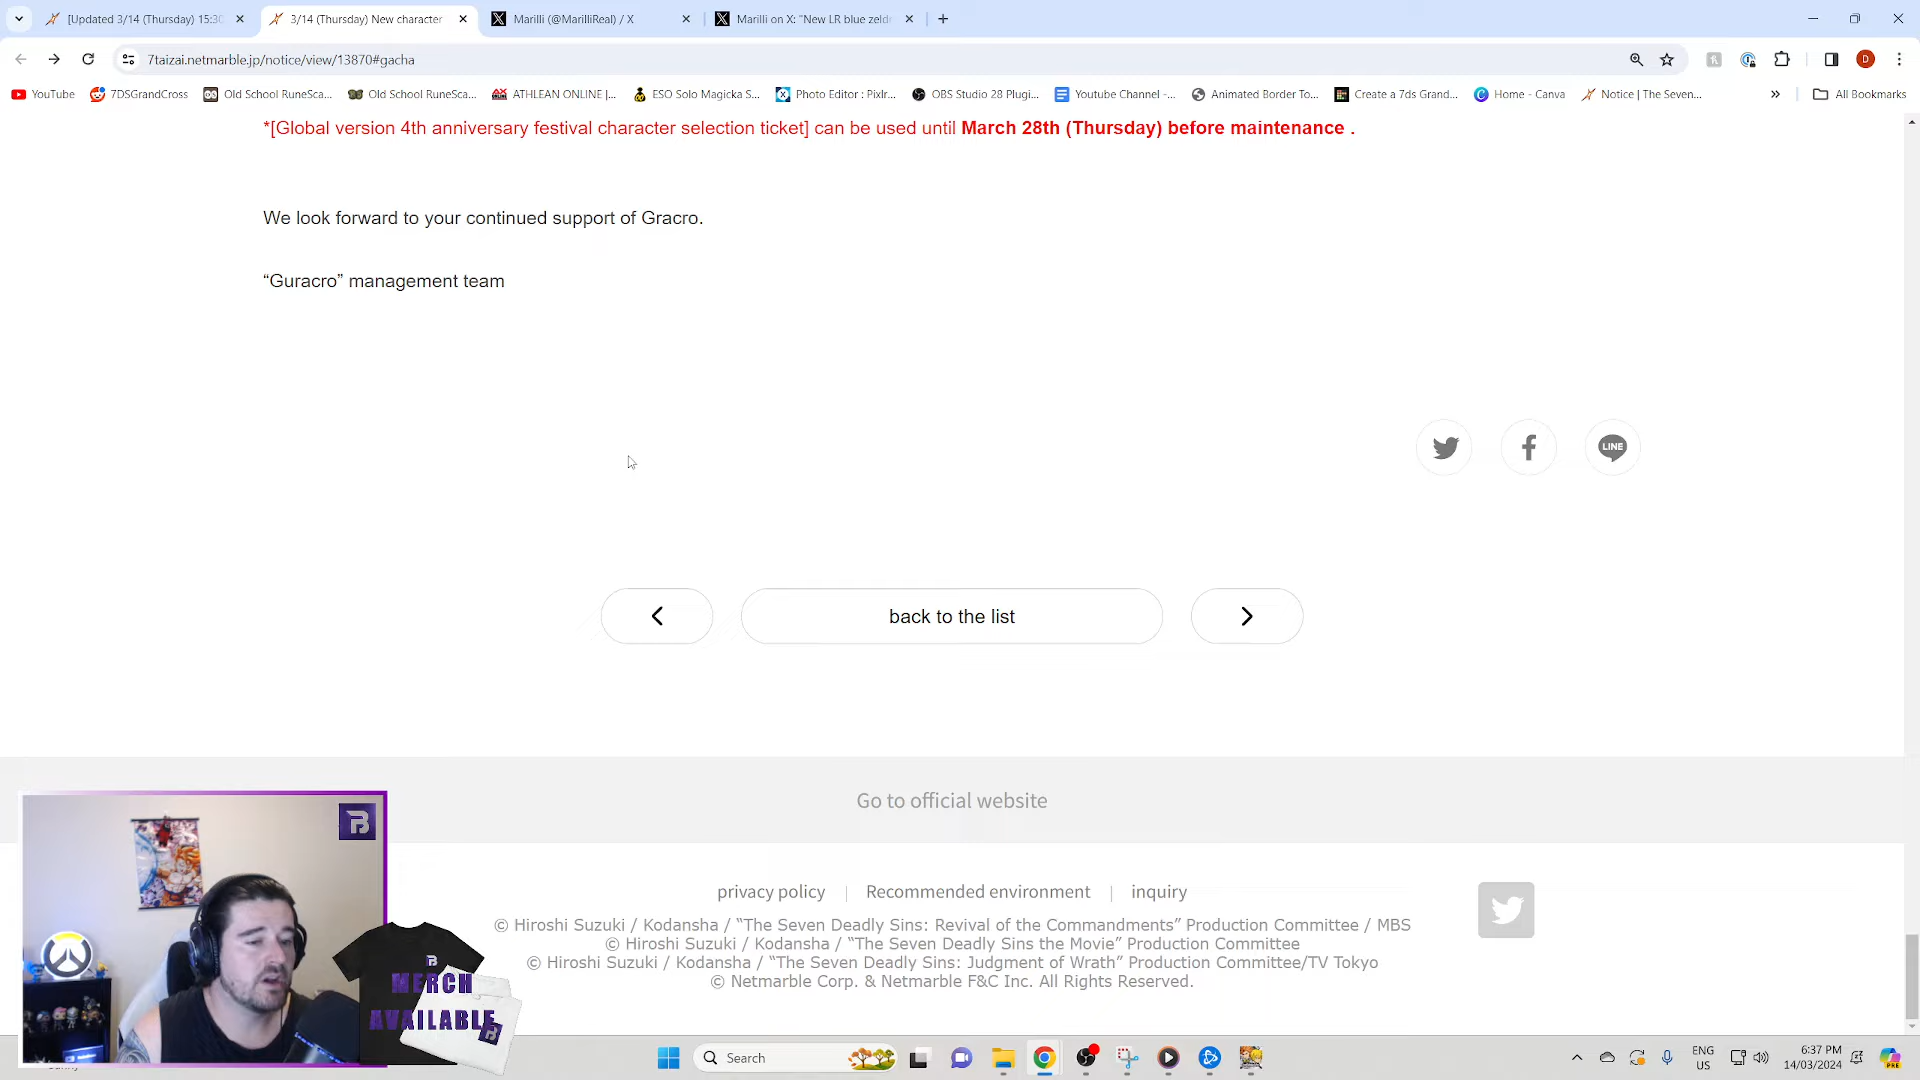 [Updated 3/14 (Thursday) 15:30
3/14 (Thursday) New character
Marilli (@MarilliReal) / X
Marilli on X: "New LR blue zeldr
7taizai.netmarble.jp/notice/view/13870#gacha
YouTube
7DSGrandCross
Old School RuneSca...
Old School RuneSca...
ATHLEAN ONLINE |...
ESO Solo Magicka S...
Photo Editor : Pixlr...
OBS Studio 28 Plugi...
Youtube Channel -...
Animated Border To...
Create a 7ds Grand...
Home - Canva
Notice | The Seven...
»
All Bookmarks
*[Global version 4th anniversary festival character selection ticket] can be used until March 28th (Thursday) before maintenance .
We look forward to your continued support of Gracro.
“Guracro” management team
LINE
back to the list
Go to official website
privacy policy | Recommended environment | inquiry
© Hiroshi Suzuki / Kodansha / “The Seven Deadly Sins: Revival of the Commandments” Production Committee / MBS
© Hiroshi Suzuki / Kodansha / “The Seven Deadly Sins the Movie” Production Committee
© Hiroshi Suzuki / Kodansha / “The Seven Deadly Sins: Judgment of Wrath” Production Committee/TV Tokyo
© Netmarble Corp. & Netmarble F&C Inc. All Rights Reserved.
MERCH
AVAILABLE
Search
ENG
US
6:37 PM
14/03/2024
PRE